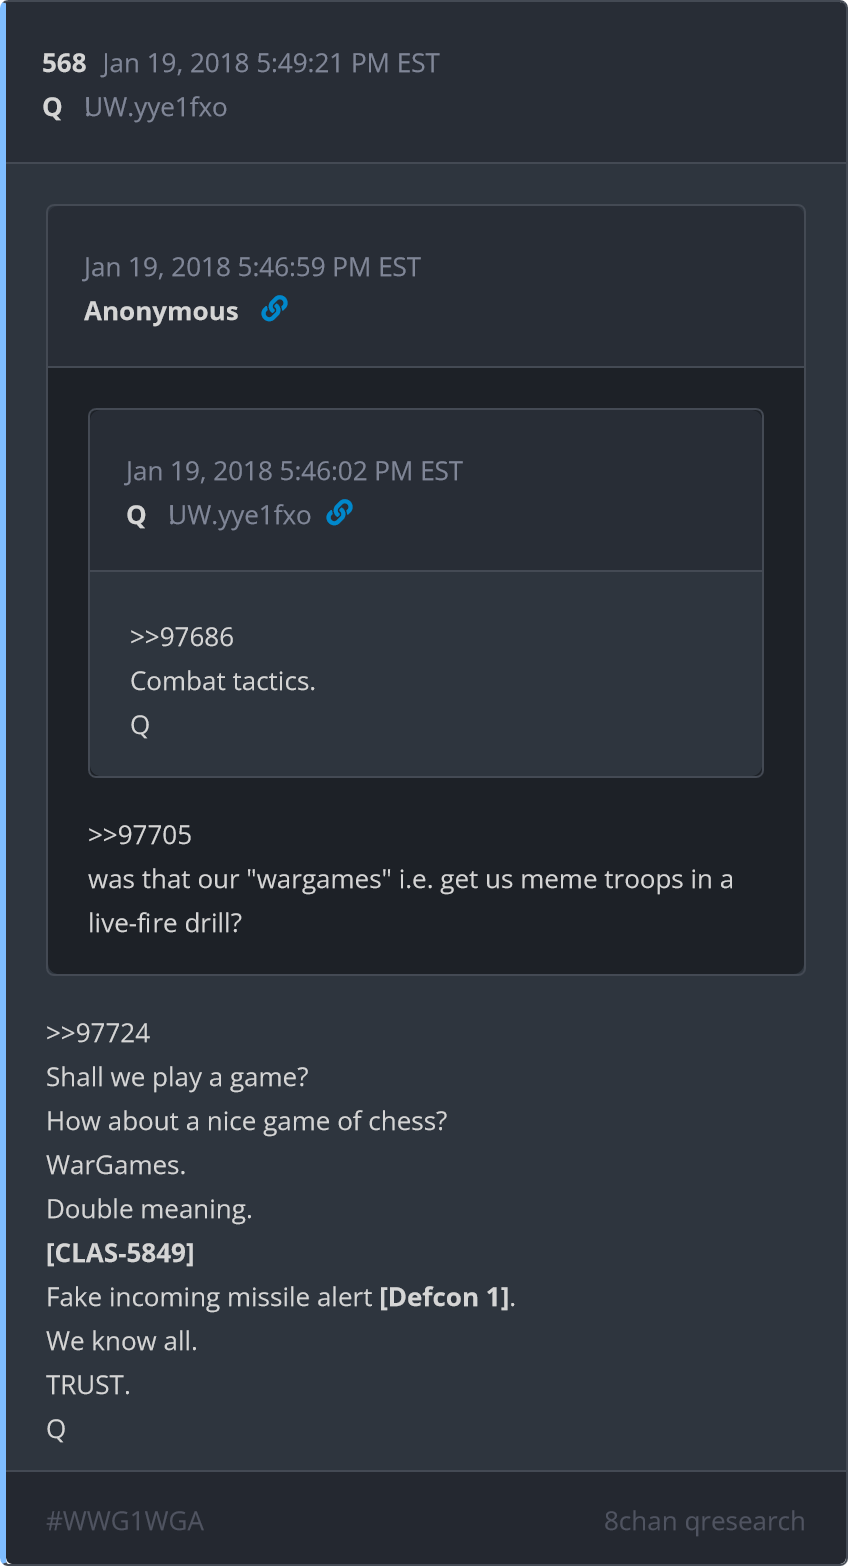 568 Jan 19, 2018 5:49:21 PM EST
Q UW.yye1fxo
Jan 19, 2018 5:46:59 PM EST
Anonymous
Jan 19, 2018 5:46:02 PM EST
Q UW.yye1fxo
>>97686
Combat tactics.
Q
>>97705
was that our "wargames" i.e. get us meme troops in a
live-fire drill?
>>97724
Shall we play a game?
How about a nice game of chess?
WarGames.
Double meaning.
[CLAS-5849]
Fake incoming missile alert [Defcon 1].
We know all.
TRUST.
Q
#WWG1WGA 8chan qresearch